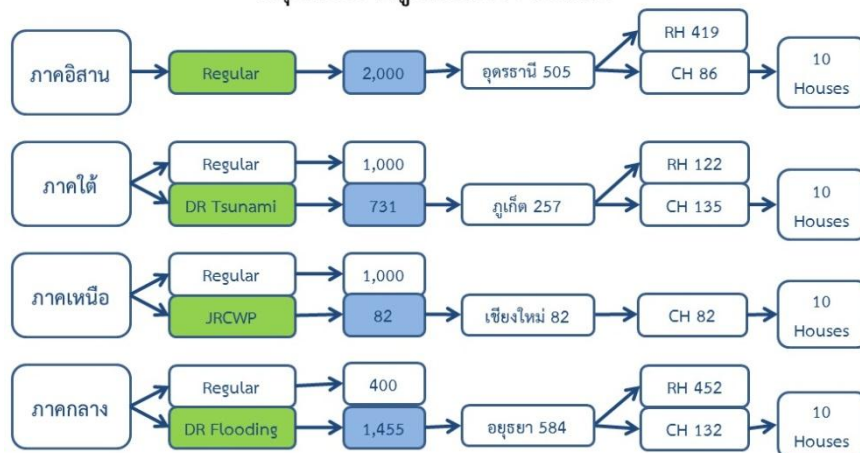 ภาคอิสาน
Regular
2,000
อุดรธานี 505
RH 419
CH 86
10
Houses
ภาคใต้
Regular
1,000
DR Tsunami
731
ภูเก็ต 257
RH 122
CH 135
10
Houses
ภาคเหนือ
Regular
1,000
JRCWP
82
เชียงใหม่ 82
CH 82
10
Houses
ภาคกลาง
Regular
400
DR Flooding
1,455
อยุธยา 584
RH 452
CH 132
10
Houses